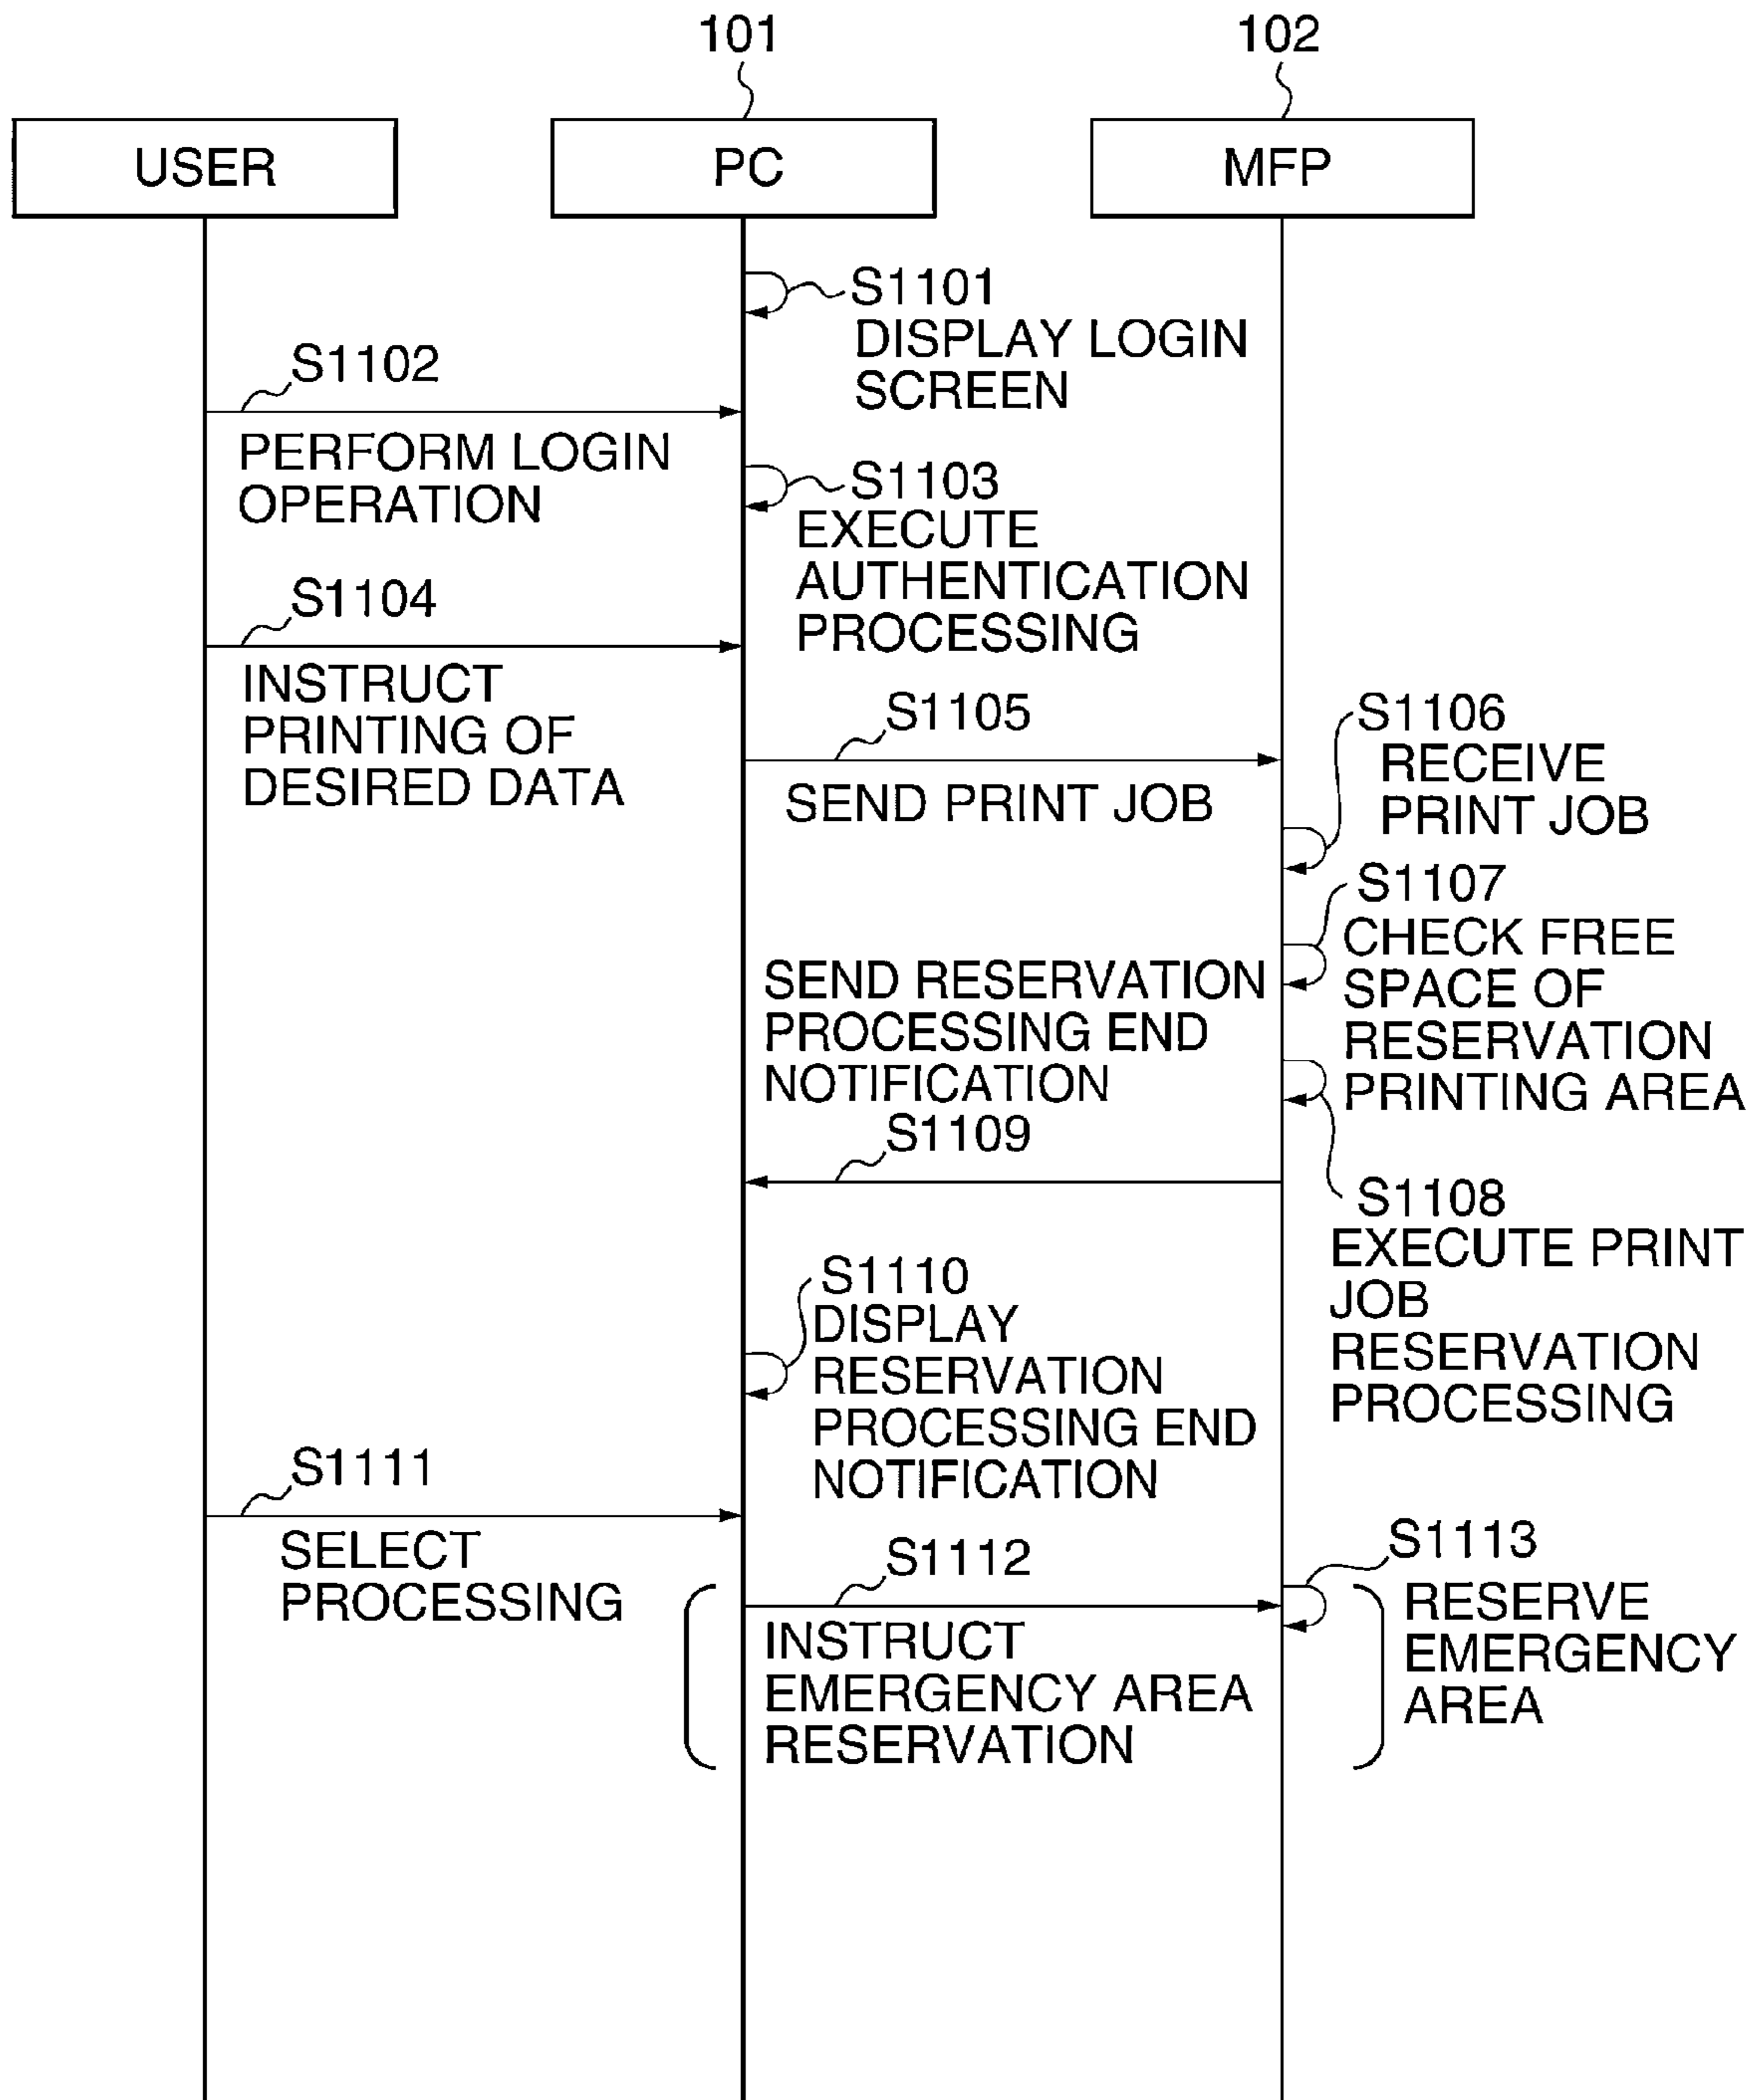 101
102
USER
PC
MFP
S1101
DISPLAY LOGIN
SCREEN
S1102
PERFORM LOGIN
OPERATION
S1103
EXECUTE
AUTHENTICATION
PROCESSING
S1104
INSTRUCT
PRINTING OF
DESIRED DATA
S1105
SEND PRINT JOB
S1106
RECEIVE
PRINT JOB
S1107
CHECK FREE
SPACE OF
RESERVATION
PRINTING AREA
S1108
EXECUTE PRINT
JOB
RESERVATION
PROCESSING
SEND RESERVATION
PROCESSING END
NOTIFICATION
S1109
S1110
DISPLAY
RESERVATION
PROCESSING END
NOTIFICATION
S1111
SELECT
PROCESSING
S1112
INSTRUCT
EMERGENCY AREA
RESERVATION
S1113
RESERVE
EMERGENCY
AREA